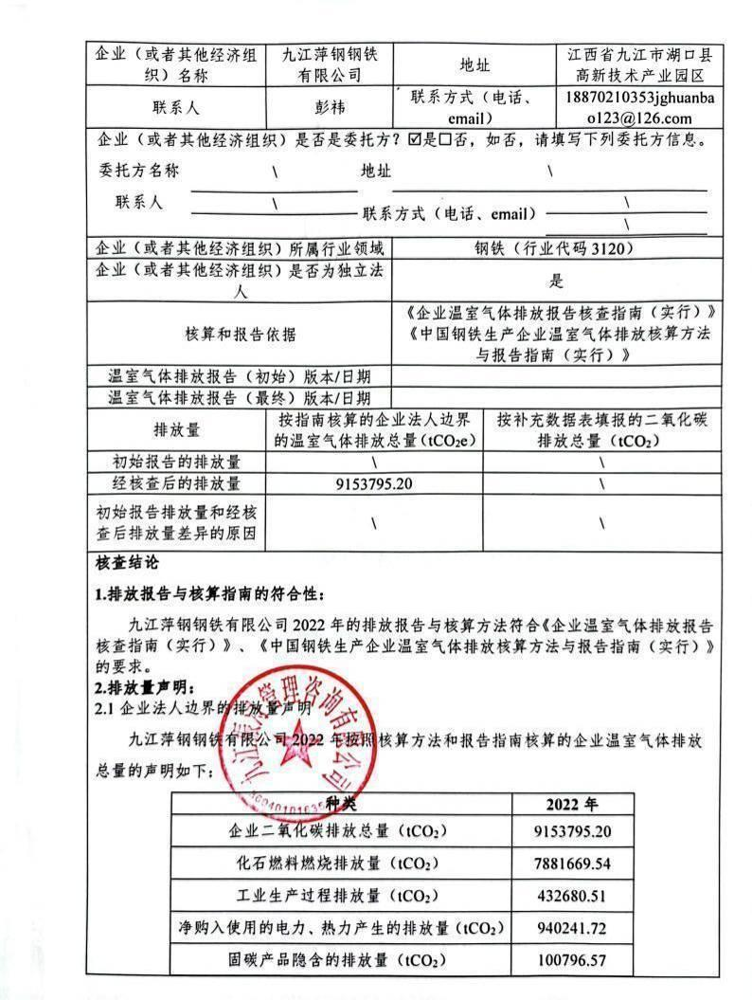 企业（或者其他经济组织）名称
九江萍钢钢铁有限公司
地址
江西省九江市湖口县高新技术产业园区
联系人
彭祎
联系方式（电话、email）
18870210353jghuanbao123@126.com
企业（或者其他经济组织）是否是委托方？☑是☐否，如否，请填写下列委托方信息。
委托方名称 \ 地址 \
联系人 \ 联系方式（电话、email） \
\
企业（或者其他经济组织）所属行业领域 钢铁（行业代码 3120）
企业（或者其他经济组织）是否为独立法人
是
核算和报告依据
《企业温室气体排放报告核查指南（实行）》
《中国钢铁生产企业温室气体排放核算方法
与报告指南（实行）》
温室气体排放报告（初始）版本/日期
温室气体排放报告（最终）版本/日期
排放量
按指南核算的企业法人边界
的温室气体排放总量（tCO₂e）
按补充数据表填报的二氧化碳
排放总量（tCO₂）
初始报告的排放量 \ \
经核查后的排放量 9153795.20 \
初始报告排放量和经核
查后排放量差异的原因
\ \
核查结论
1.排放报告与核算指南的符合性：
九江萍钢钢铁有限公司 2022 年的排放报告与核算方法符合《企业温室气体排放报告
核查指南（实行）》、《中国钢铁生产企业温室气体排放核算方法与报告指南（实行）》
的要求。
2.排放量声明：
2.1 企业法人边界的排放量声明
九江萍钢钢铁有限公司 2022 年按照核算方法和报告指南核算的企业温室气体排放
总量的声明如下：
种类 2022 年
企业二氧化碳排放总量（tCO₂） 9153795.20
化石燃料燃烧排放量（tCO₂） 7881669.54
工业生产过程排放量（tCO₂） 432680.51
净购入使用的电力、热力产生的排放量（tCO₂） 940241.72
固碳产品隐含的排放量（tCO₂） 100796.57